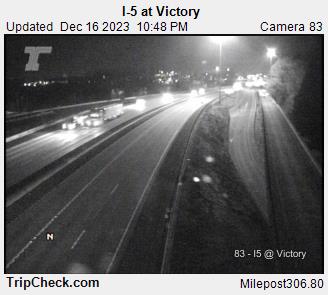 I-5 at Victory
Updated Dec 16 2023 10:48 PM Camera 83
T
N
83 - I5 @ Victory
TripCheck.com Milepost306.80